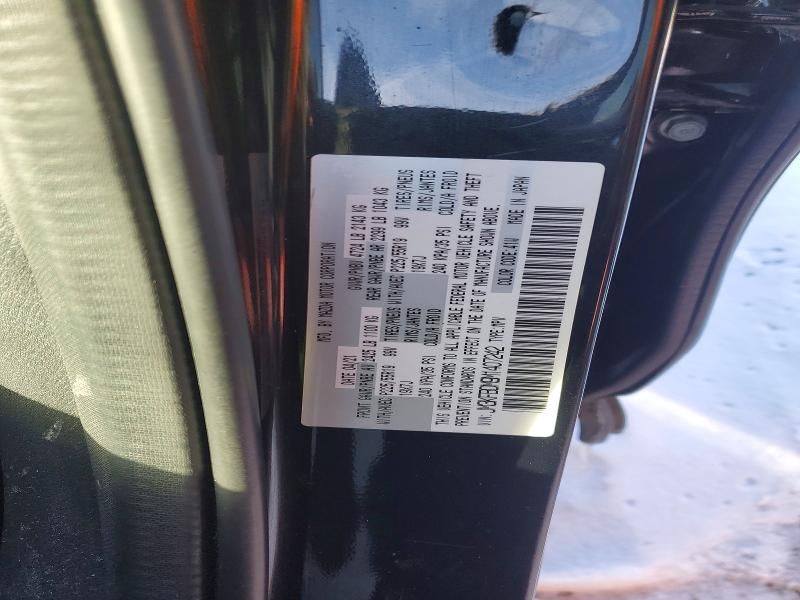 MFD. BY MAZDA MOTOR CORPORATION
DATE 04/21 GVWR/PNBV 4724 LB 2143 KG
FRONT GAWR/PNBE AV 2425 LB 1100 KG REAR GAWR/PNBE AR 2299 LB 1043 KG
WITH/AVEC P225/55R19 99V TIRES/PNEUS WITH/AVEC P225/55R19 99V TIRES/PNEUS
19X7J RIMS/JANTES 19X7J RIMS/JANTES
240 KPA/35 PSI COLD/A FROID 240 KPA/35 PSI COLD/A FROID
THIS VEHICLE CONFORMS TO ALL APPLICABLE FEDERAL MOTOR VEHICLE SAFETY AND THEFT
PREVENTION STANDARDS IN EFFECT ON THE DATE OF MANUFACTURE SHOWN ABOVE.
VIN: TYPE:MPV COLOR CODE:41W MADE IN JAPAN